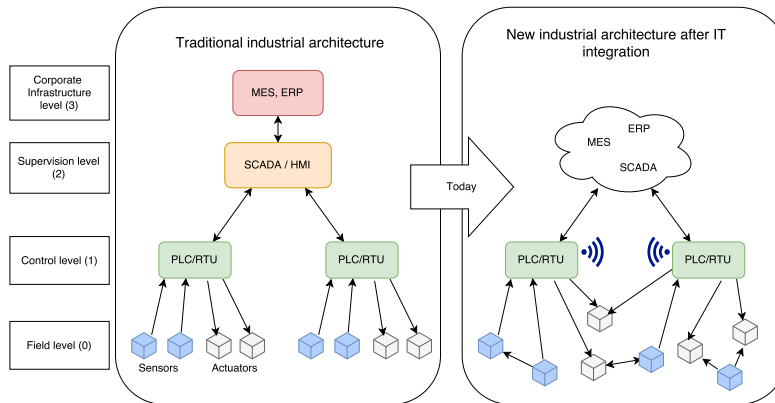 Traditional industrial architecture
New industrial architecture after IT
integration
Corporate
Infrastructure
level (3)
MES, ERP
ERP
MES
SCADA
Supervision level
(2)
SCADA / HMI
Today
Control level (1)
PLC/RTU
PLC/RTU
PLC/RTU
PLC/RTU
Field level (0)
Sensors
Actuators